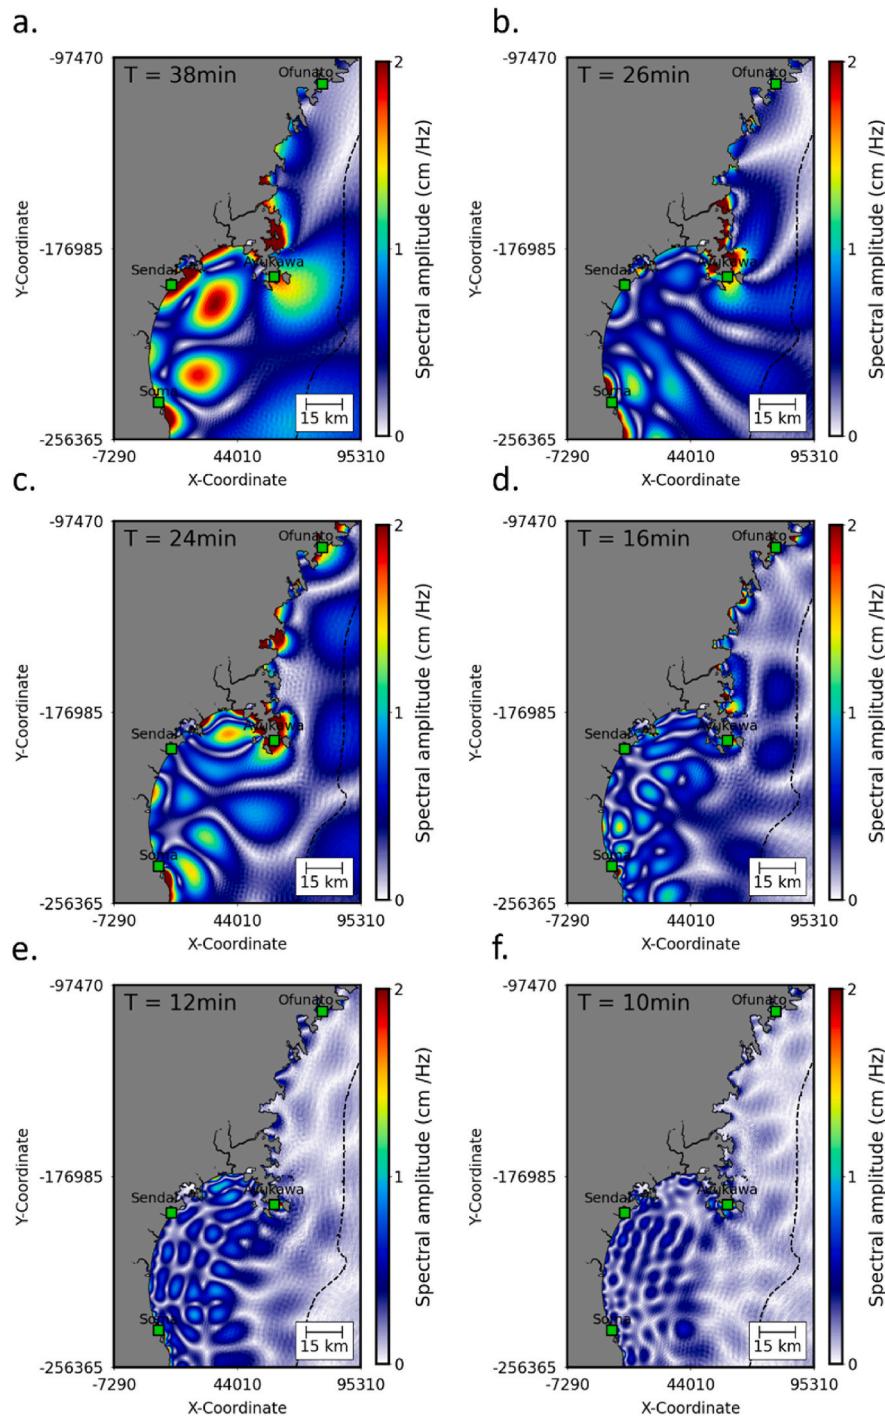 a.
b.
-97470
T = 38min
Ofunato
2
-97470
T = 26min
Ofunato
2
Y-Coordinate
-176985
Sendai
Ayukawa
1
Spectral amplitude (cm /Hz)
Y-Coordinate
-176985
Sendai
Ayukawa
1
Spectral amplitude (cm /Hz)
Soma
15 km
Soma
15 km
-256365
0
-256365
0
-7290
44010
95310
-7290
44010
95310
X-Coordinate
X-Coordinate
c.
d.
-97470
T = 24min
Ofunato
2
-97470
T = 16min
Ofunato
2
Y-Coordinate
-176985
Sendai
Ayukawa
1
Spectral amplitude (cm /Hz)
Y-Coordinate
-176985
Sendai
Ayukawa
1
Spectral amplitude (cm /Hz)
Soma
15 km
Soma
15 km
-256365
0
-256365
0
-7290
44010
95310
-7290
44010
95310
X-Coordinate
X-Coordinate
e.
f.
-97470
T = 12min
Ofunato
2
-97470
T = 10min
Ofunato
2
Y-Coordinate
-176985
Sendai
Ayukawa
1
Spectral amplitude (cm /Hz)
Y-Coordinate
-176985
Sendai
Ayukawa
1
Spectral amplitude (cm /Hz)
Soma
15 km
Soma
15 km
-256365
0
-256365
0
-7290
44010
95310
-7290
44010
95310
X-Coordinate
X-Coordinate